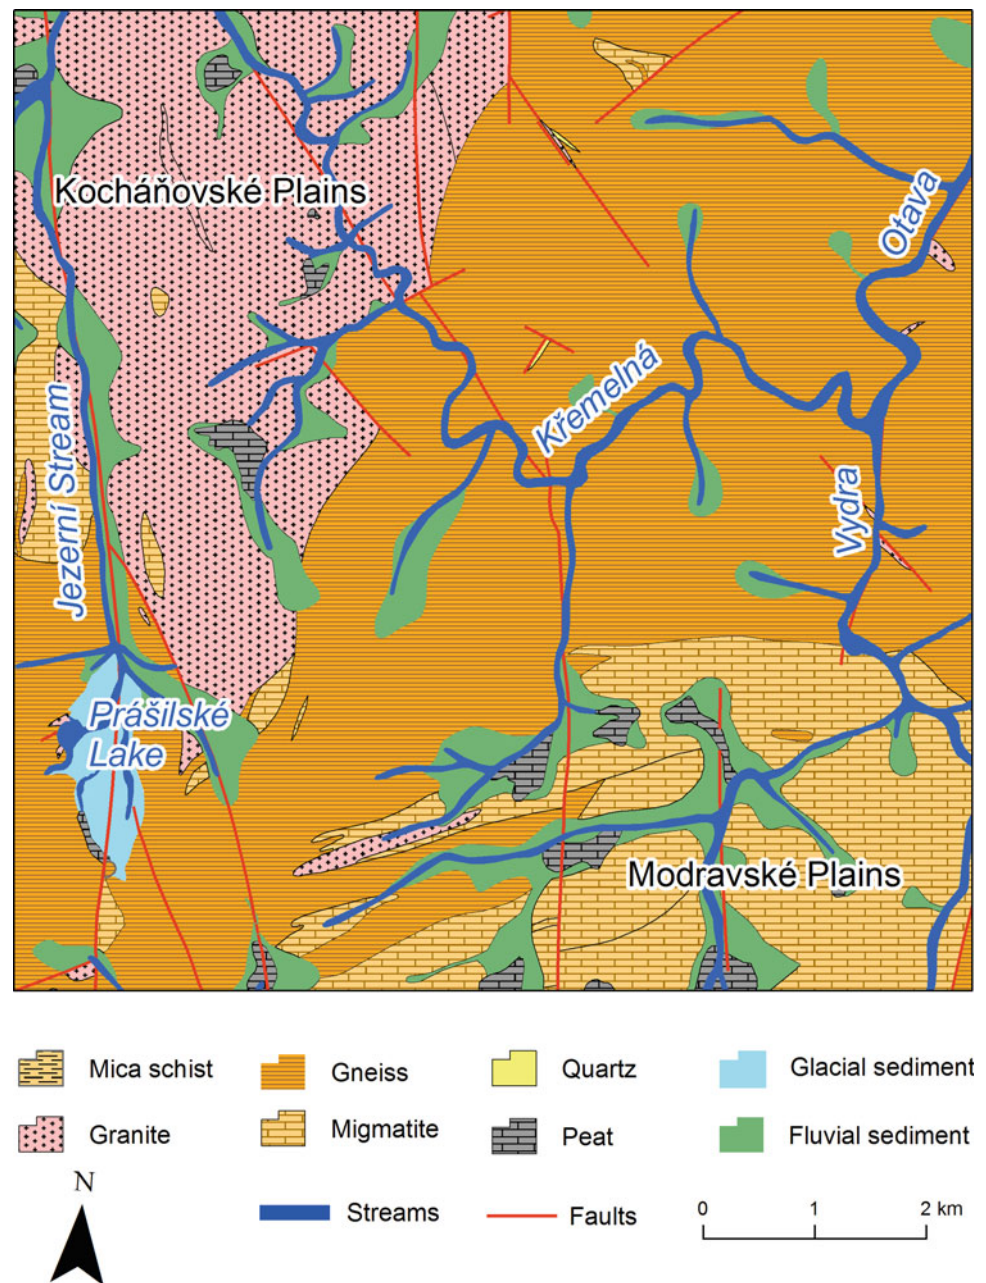 Kocháňovské Plains
Otava
Křemelná
Jezerní Stream
Vydra
Prášilské
Lake
Modravské Plains
Mica schist
Gneiss
Quartz
Glacial sediment
Granite
Migmatite
Peat
Fluvial sediment
N
Streams
Faults
0 1 2 km